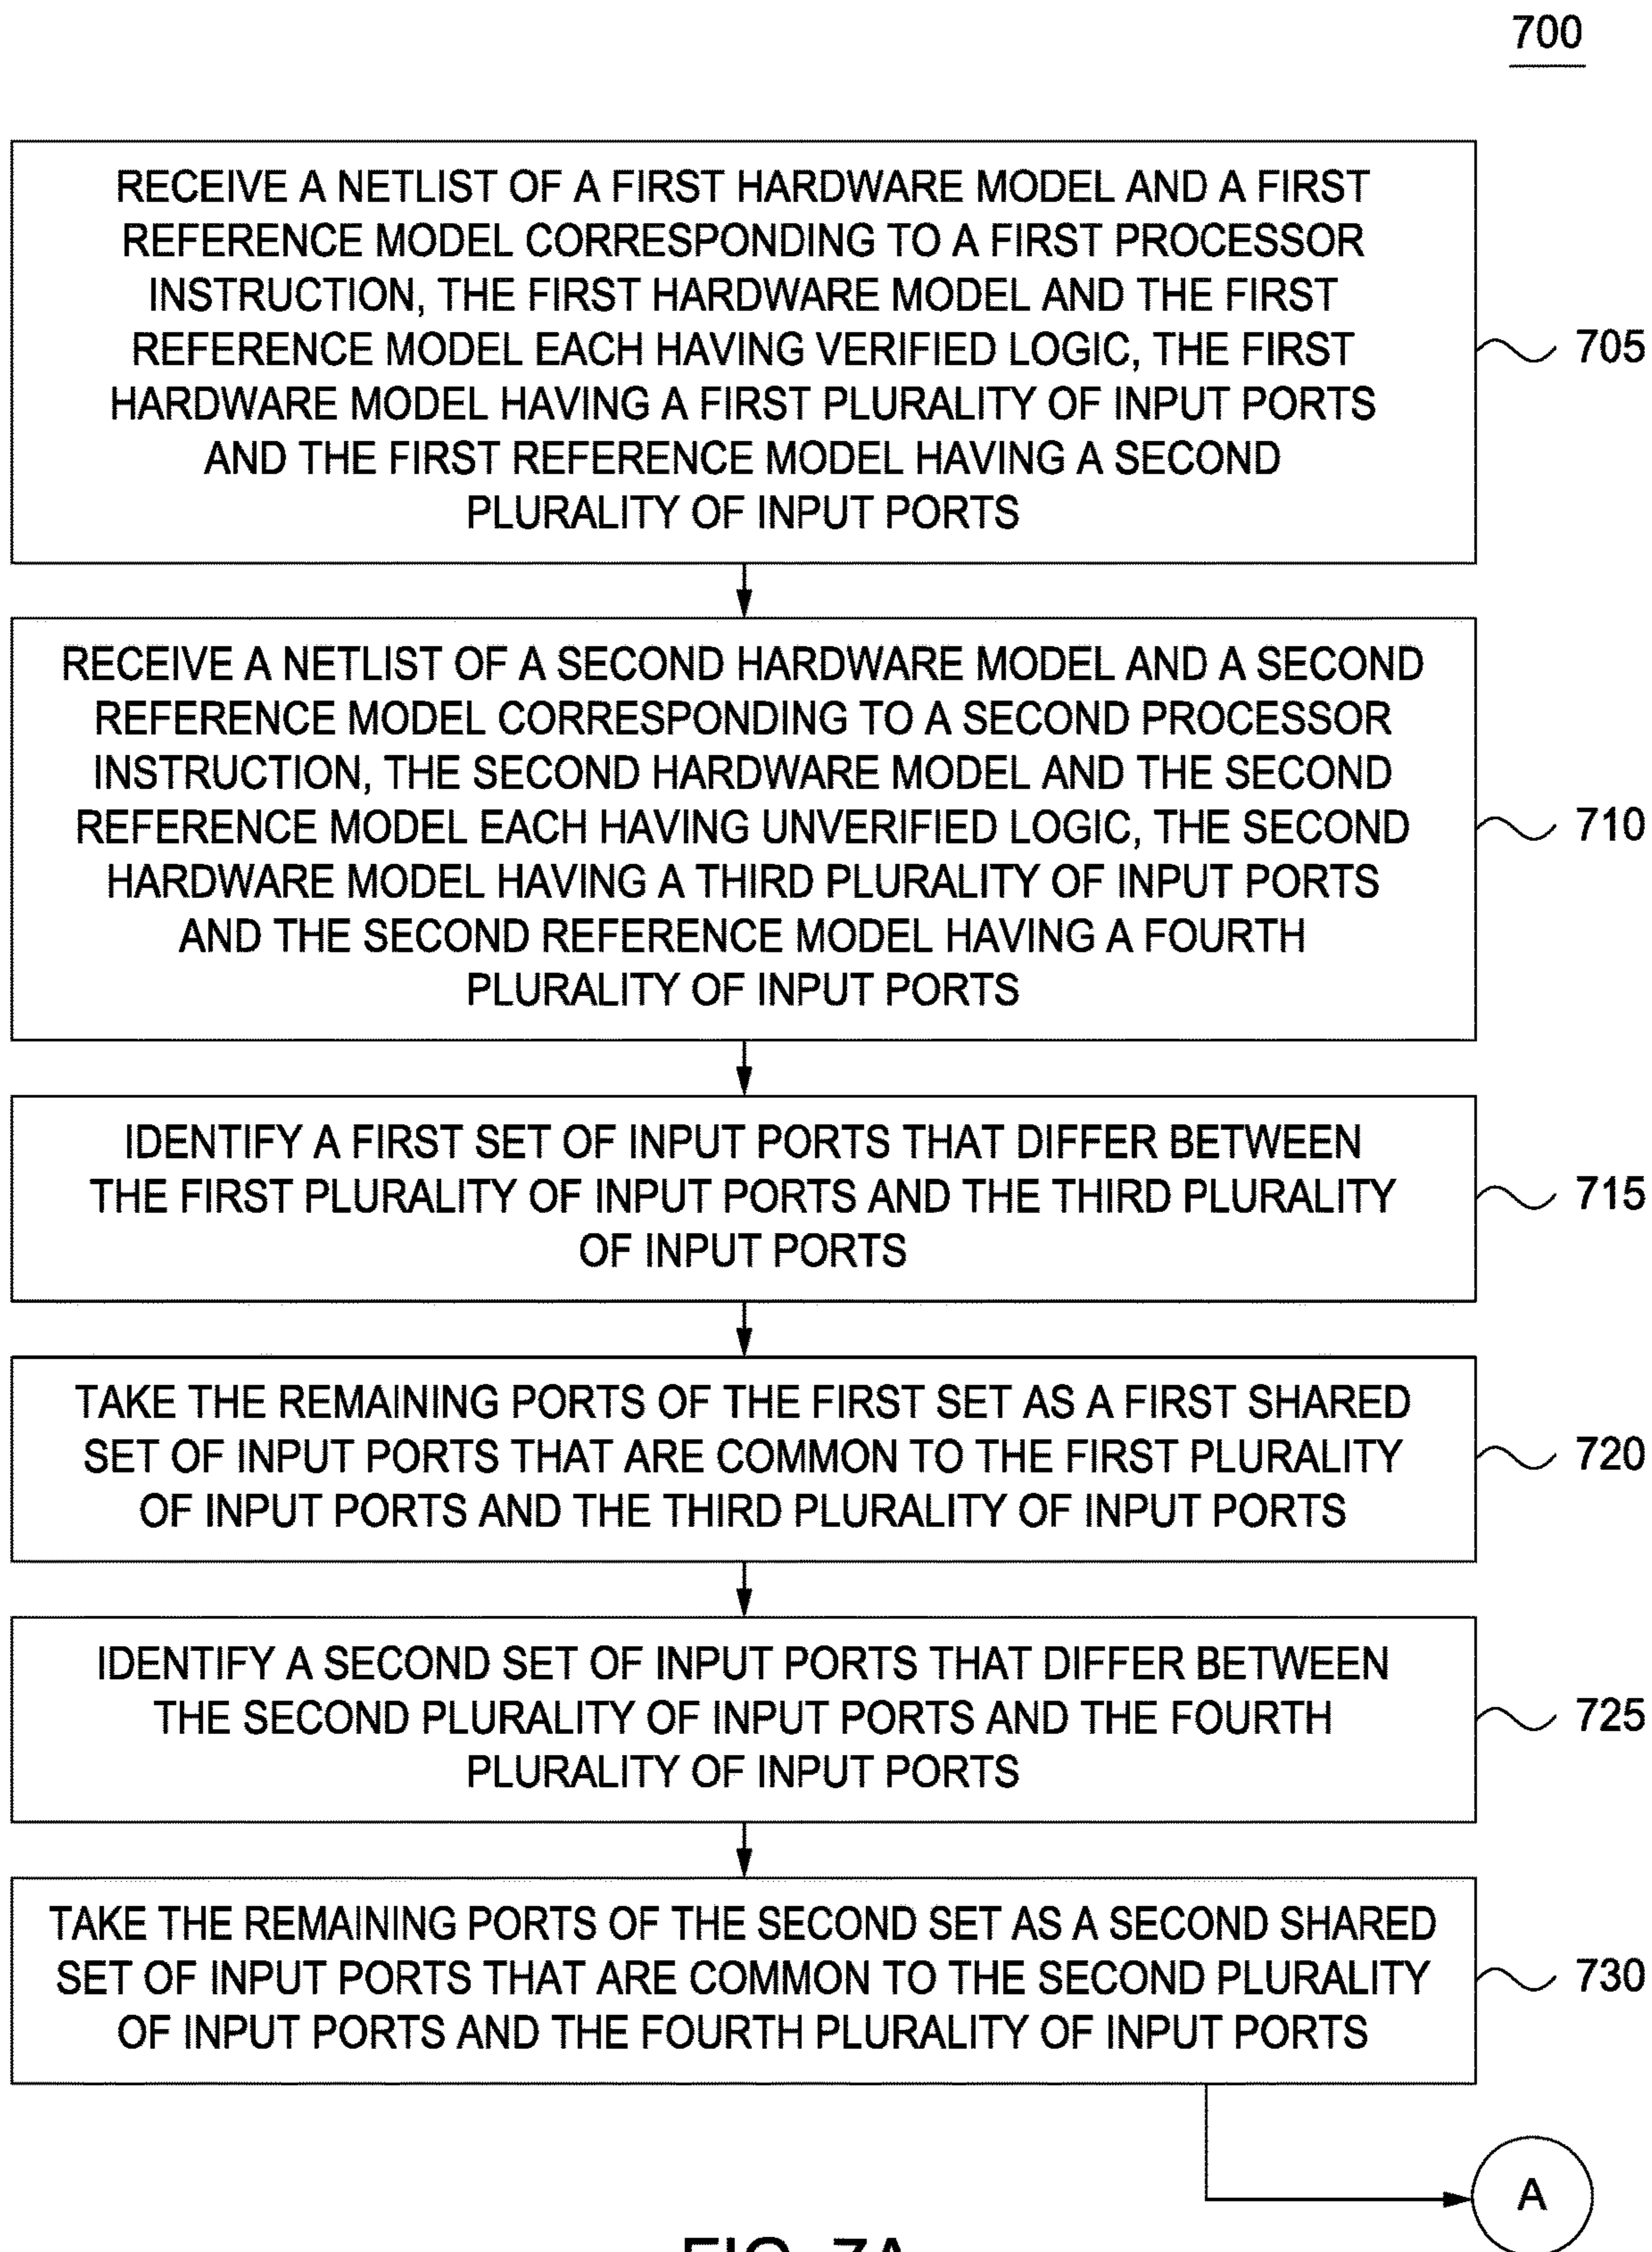 700
RECEIVE A NETLIST OF A FIRST HARDWARE MODEL AND A FIRST
REFERENCE MODEL CORRESPONDING TO A FIRST PROCESSOR
INSTRUCTION, THE FIRST HARDWARE MODEL AND THE FIRST
REFERENCE MODEL EACH HAVING VERIFIED LOGIC, THE FIRST
HARDWARE MODEL HAVING A FIRST PLURALITY OF INPUT PORTS
AND THE FIRST REFERENCE MODEL HAVING A SECOND
PLURALITY OF INPUT PORTS
705
RECEIVE A NETLIST OF A SECOND HARDWARE MODEL AND A SECOND
REFERENCE MODEL CORRESPONDING TO A SECOND PROCESSOR
INSTRUCTION, THE SECOND HARDWARE MODEL AND THE SECOND
REFERENCE MODEL EACH HAVING UNVERIFIED LOGIC, THE SECOND
HARDWARE MODEL HAVING A THIRD PLURALITY OF INPUT PORTS
AND THE SECOND REFERENCE MODEL HAVING A FOURTH
PLURALITY OF INPUT PORTS
710
IDENTIFY A FIRST SET OF INPUT PORTS THAT DIFFER BETWEEN
THE FIRST PLURALITY OF INPUT PORTS AND THE THIRD PLURALITY
OF INPUT PORTS
715
TAKE THE REMAINING PORTS OF THE FIRST SET AS A FIRST SHARED
SET OF INPUT PORTS THAT ARE COMMON TO THE FIRST PLURALITY
OF INPUT PORTS AND THE THIRD PLURALITY OF INPUT PORTS
720
IDENTIFY A SECOND SET OF INPUT PORTS THAT DIFFER BETWEEN
THE SECOND PLURALITY OF INPUT PORTS AND THE FOURTH
PLURALITY OF INPUT PORTS
725
TAKE THE REMAINING PORTS OF THE SECOND SET AS A SECOND SHARED
SET OF INPUT PORTS THAT ARE COMMON TO THE SECOND PLURALITY
OF INPUT PORTS AND THE FOURTH PLURALITY OF INPUT PORTS
730
A
FIG. 7A